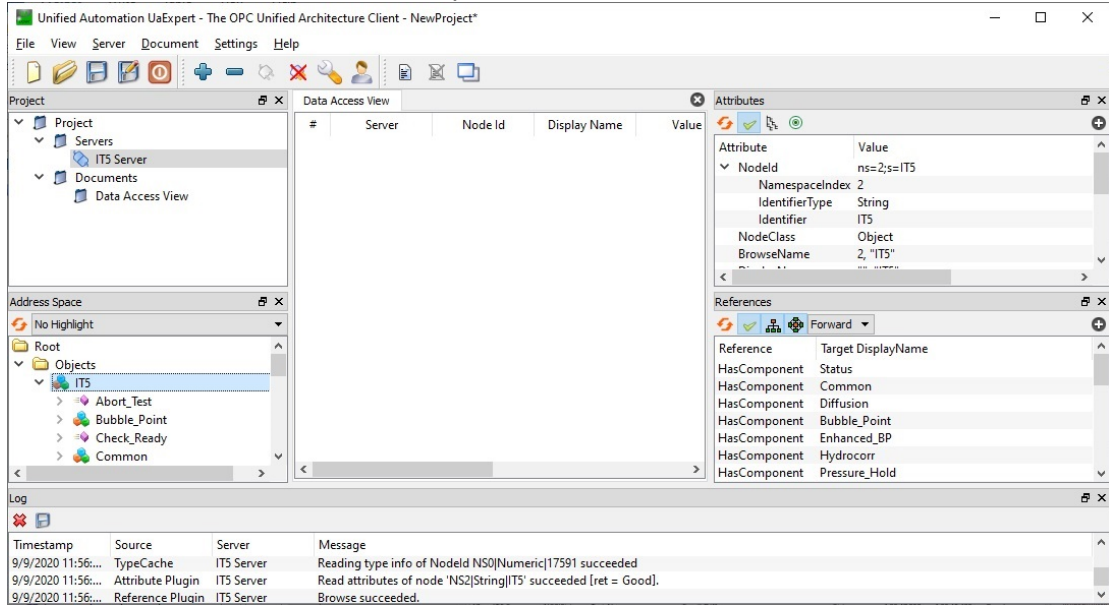 Unified Automation UaExpert - The OPC Unified Architecture Client - NewProject*
File View Server Document Settings Help
Project
Project
Servers
IT5 Server
Documents
Data Access View
Data Access View
# Server Node Id Display Name Value
Attributes
Attribute Value
NodeId ns=2;s=IT5
NamespaceIndex 2
IdentifierType String
Identifier IT5
NodeClass Object
BrowseName 2, "IT5"
Address Space
No Highlight
Root
Objects
IT5
Abort_Test
Bubble_Point
Check_Ready
Common
References
Forward
Reference Target DisplayName
HasComponent Status
HasComponent Common
HasComponent Diffusion
HasComponent Bubble_Point
HasComponent Enhanced_BP
HasComponent Hydrocorr
HasComponent Pressure_Hold
Log
Timestamp Source Server Message
9/9/2020 11:56:... TypeCache IT5 Server Reading type info of NodeId NS0|Numeric|17591 succeeded
9/9/2020 11:56:... Attribute Plugin IT5 Server Read attributes of node 'NS2|String|IT5' succeeded [ret = Good].
9/9/2020 11:56:... Reference Plugin IT5 Server Browse succeeded.